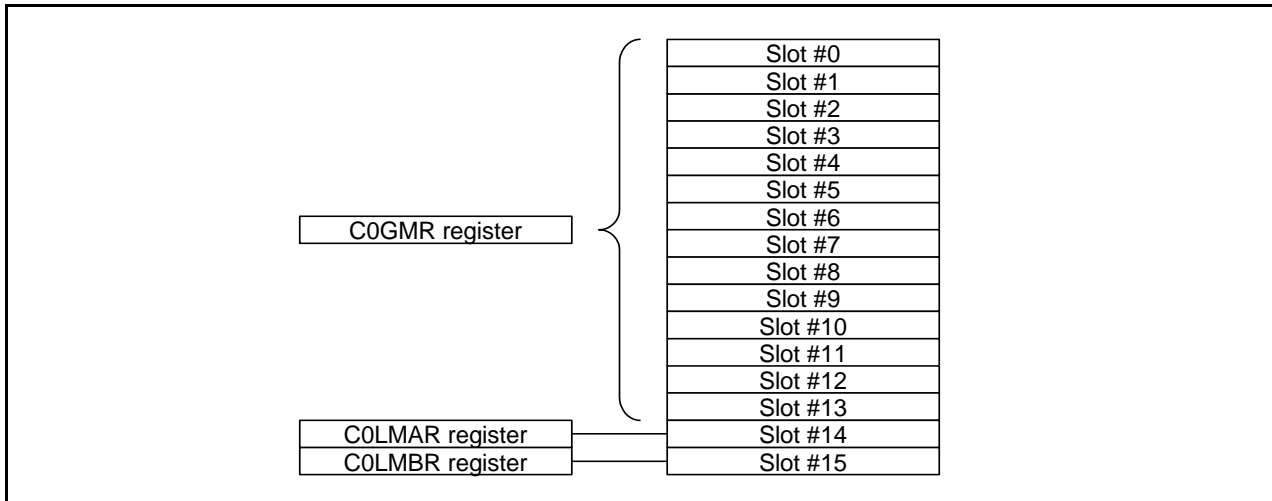 Slot #0
Slot #1
Slot #2
Slot #3
Slot #4
Slot #5
Slot #6
C0GMR register
Slot #7
Slot #8
Slot #9
Slot #10
Slot #11
Slot #12
Slot #13
C0LMAR register
Slot #14
C0LMBR register
Slot #15